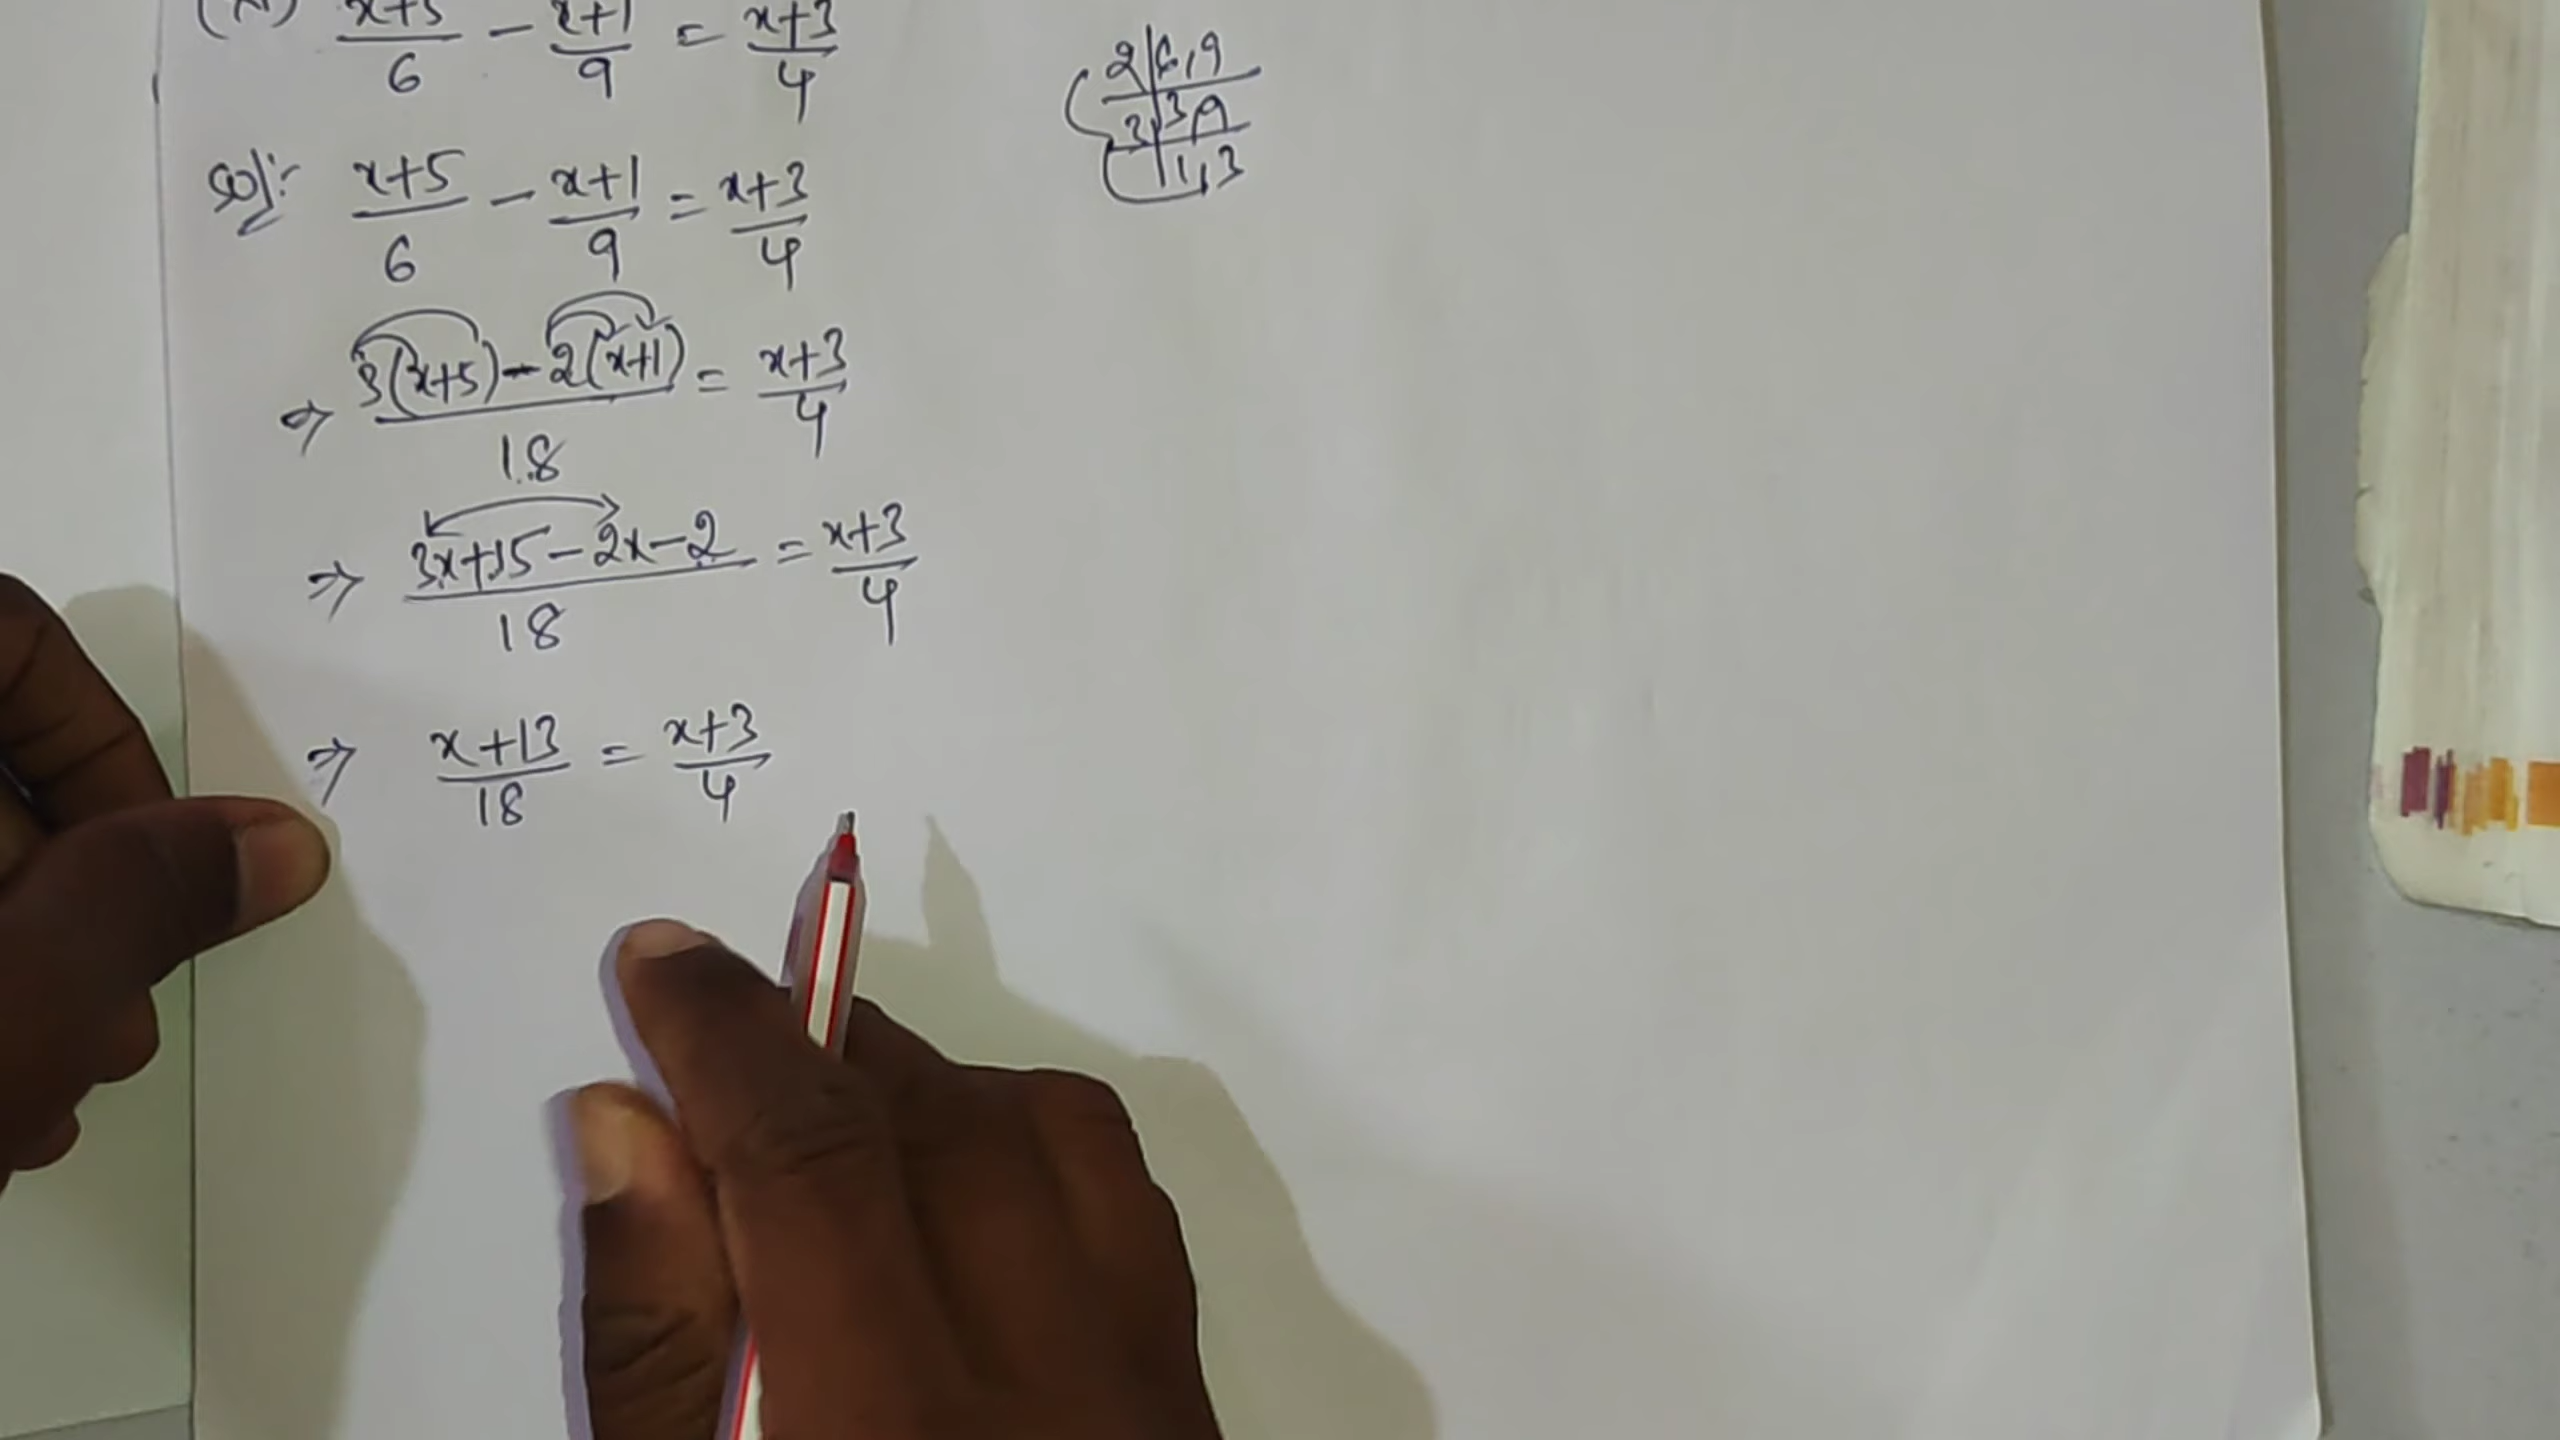 (xi) x+5/6 - x+1/9 = x+3/4
Sol:- x+5/6 - x+1/9 = x+3/4
⇒ 3(x+5)-2(x+1)/18 = x+3/4
⇒ 3x+15-2x-2/18 = x+3/4
⇒ x+13/18 = x+3/4
2|6,9
3|3,9
|1,3